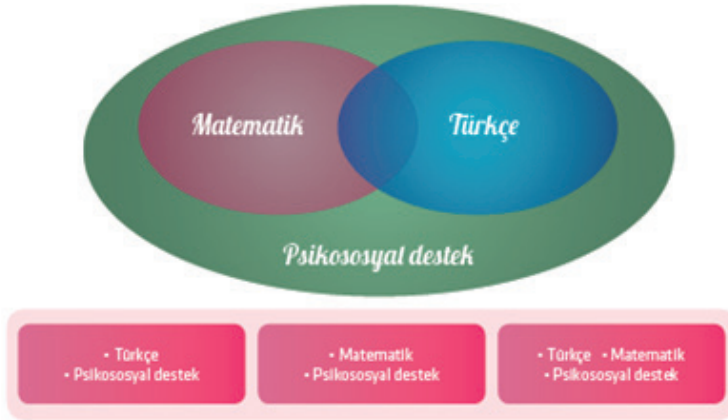 Matematik
Türkçe
Psikososyal destek
▪ Türkçe
▪ Psikososyal destek
▪ Matematik
▪ Psikososyal destek
▪ Türkçe ▪ Matematik
▪ Psikososyal destek